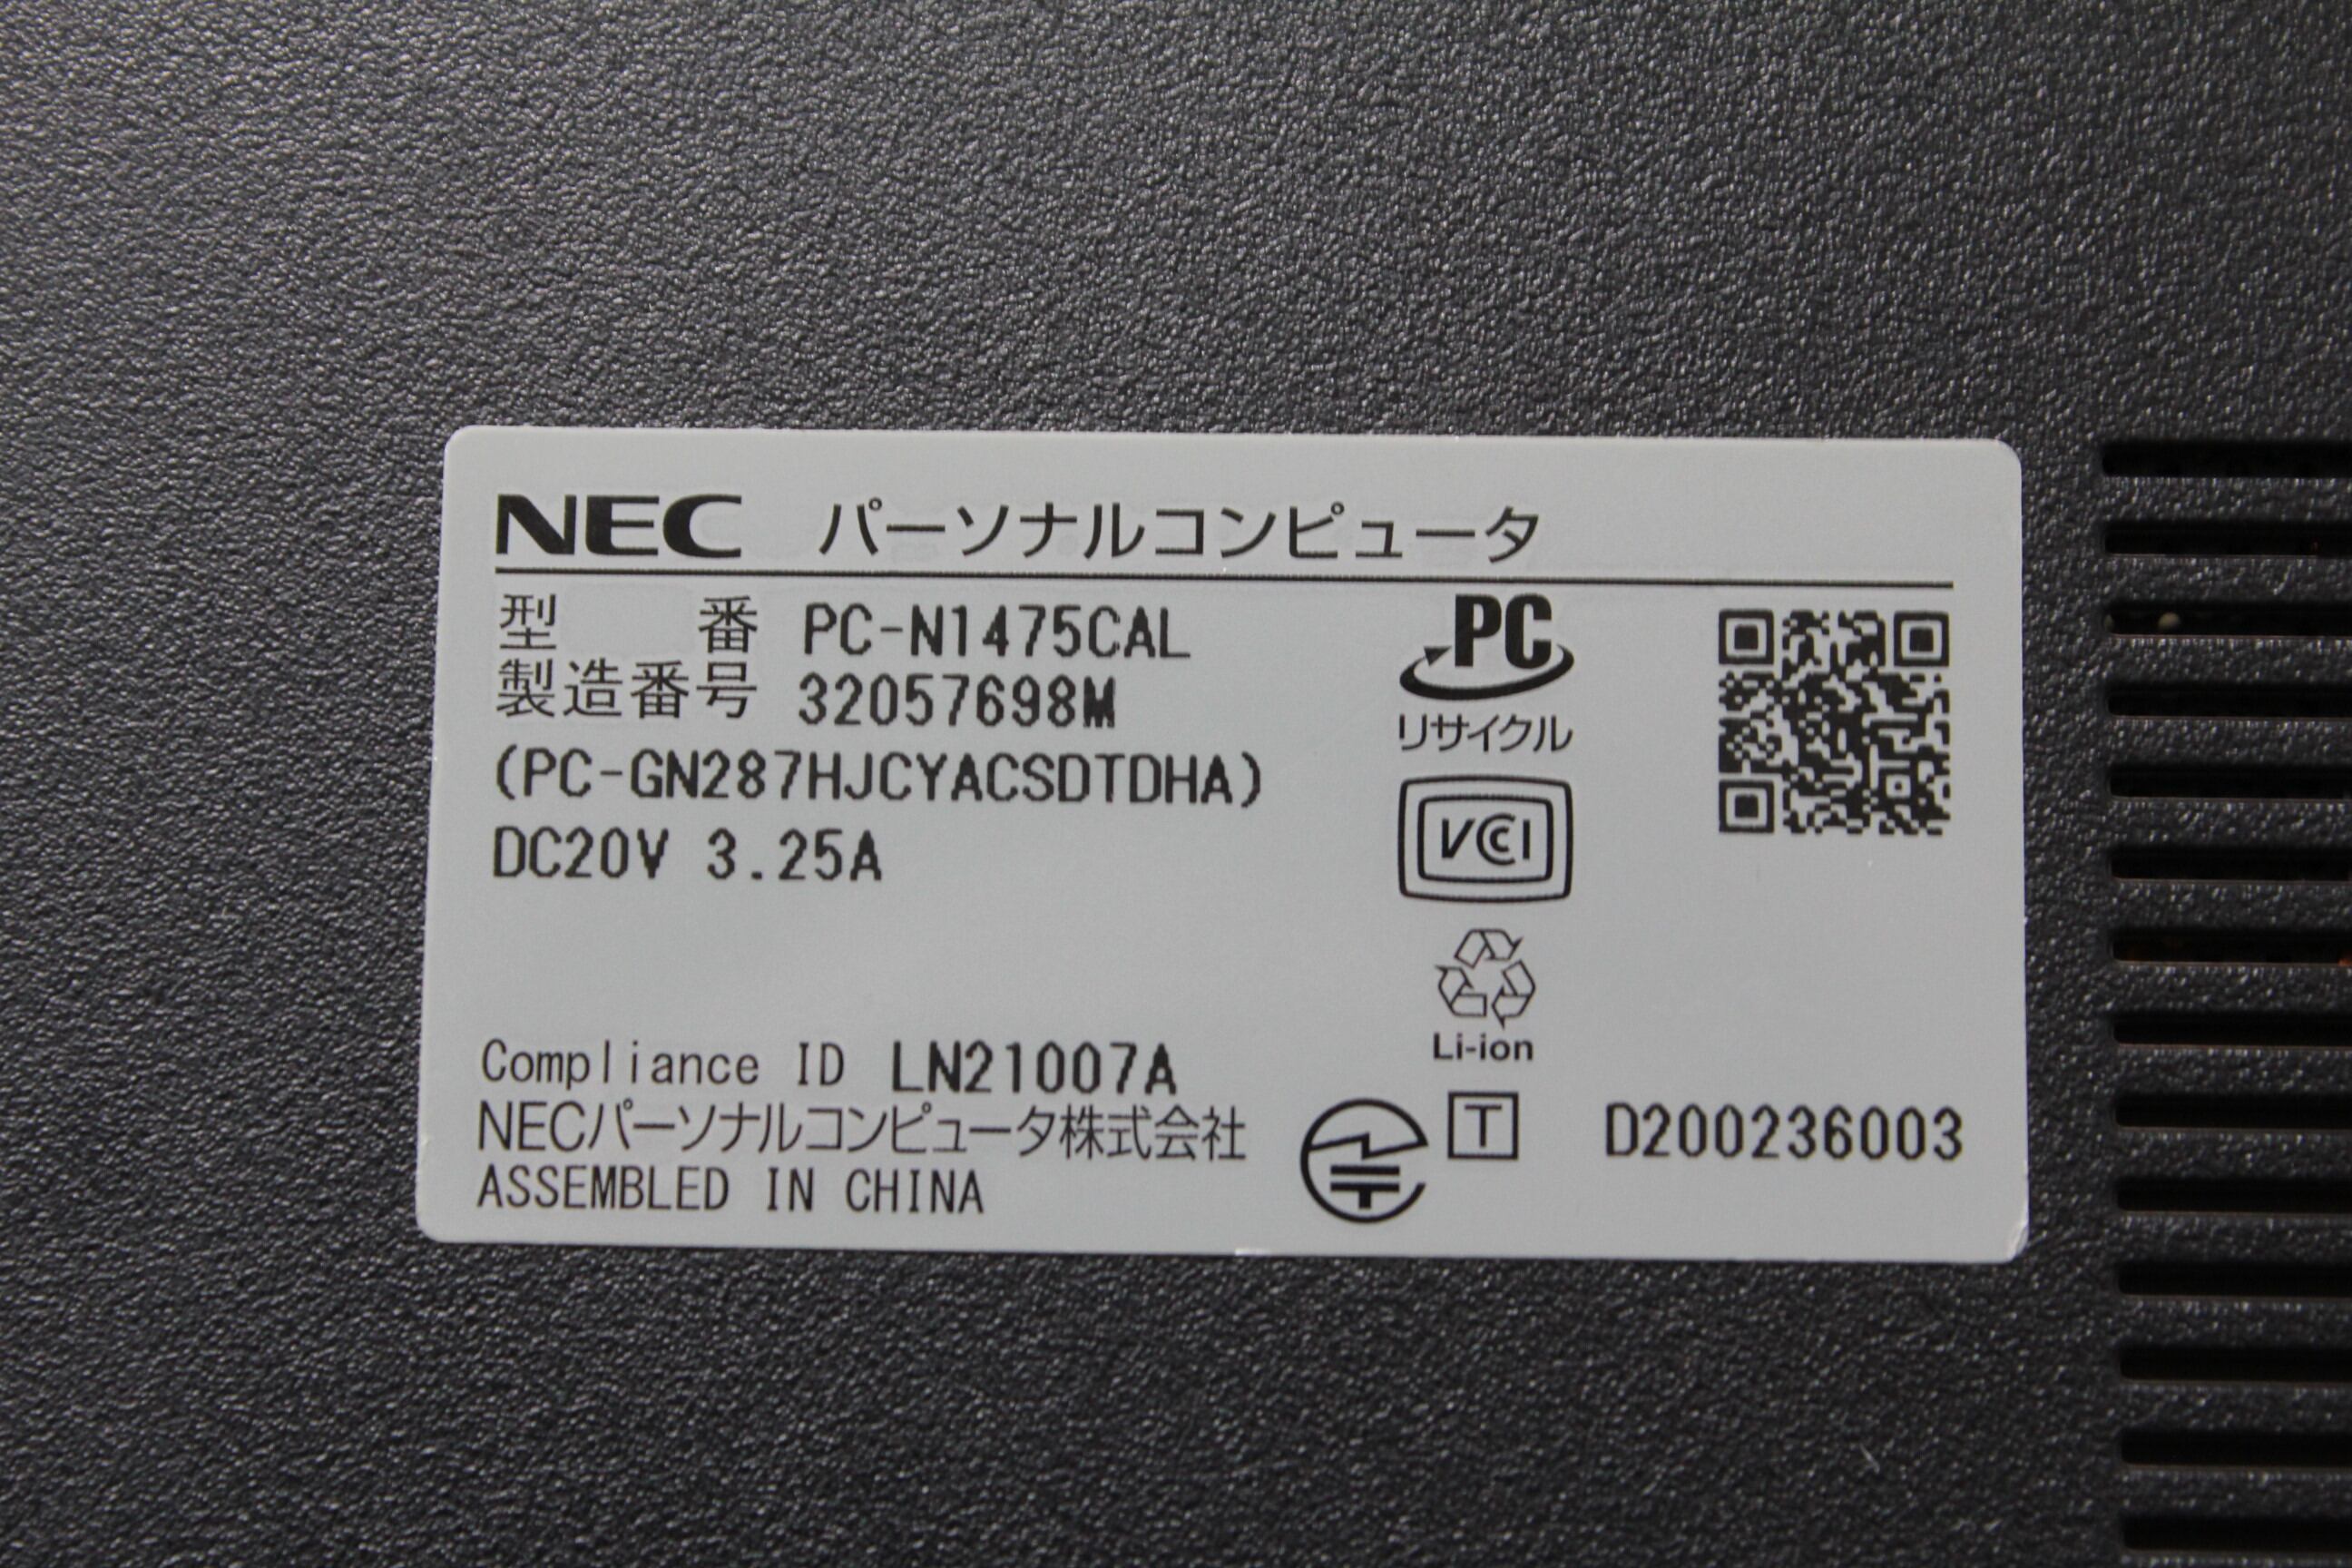 NEC パーソナルコンピュータ
型 番 PC-N1475CAL
製造番号 32057698M
(PC-GN287HJCYACSDTDHA)
DC20V 3.25A
PC
リサイクル
VCCI
Li-ion
Compliance ID LN21007A
NECパーソナルコンピュータ株式会社
ASSEMBLED IN CHINA
T
D200236003